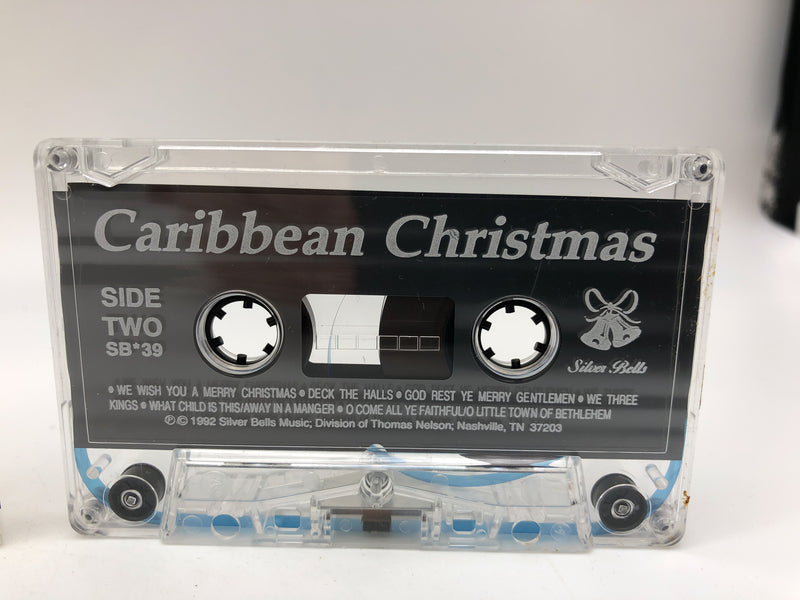 Caribbean Christmas
SIDE
TWO
SB*39
Silver Bells
• WE WISH YOU A MERRY CHRISTMAS • DECK THE HALLS • GOD REST YE MERRY GENTLEMEN • WE THREE
KINGS • WHAT CHILD IS THIS/AWAY IN A MANGER • O COME ALL YE FAITHFUL/O LITTLE TOWN OF BETHLEHEM
℗ © 1992 Silver Bells Music; Division of Thomas Nelson; Nashville, TN 37203